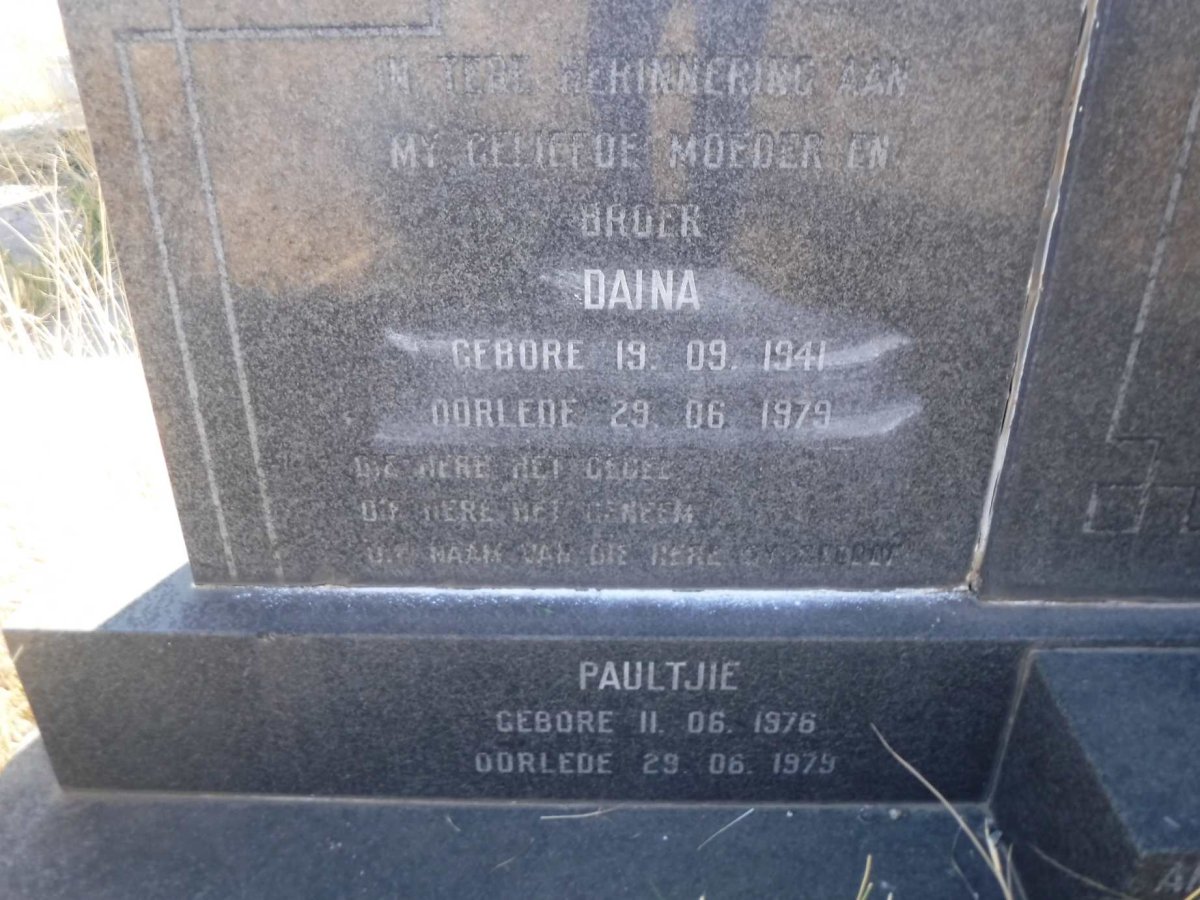 IN TERE HERINNERING AAN
MY GELIEFDE MOEDER EN
BROER
DAINA
GEBORE 19. 09. 1941
OORLEDE 29. 06. 1979
DIE HERE HET GEGEE
DIE HERE HET GENEEM
DIE NAAM VAN DIE HERE SY GELOOF
PAULTJIE
GEBORE 11. 06. 1976
OORLEDE 29. 06. 1979